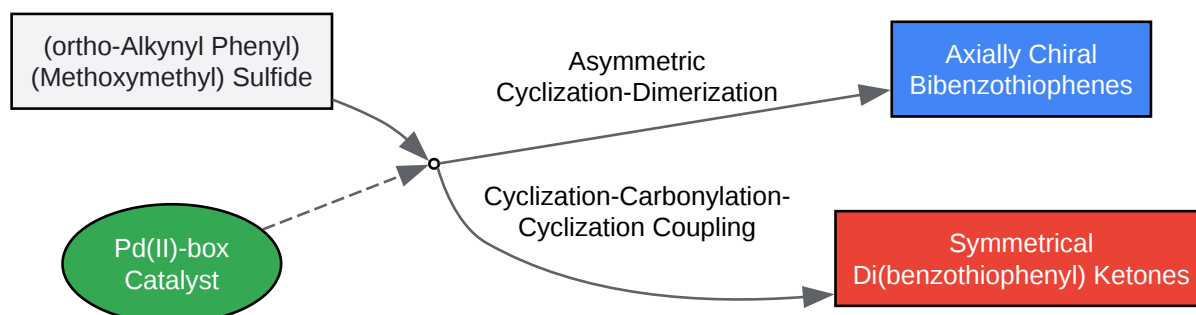 (ortho-Alkynyl Phenyl)
(Methoxymethyl) Sulfide
Asymmetric
Cyclization-Dimerization
Axially Chiral
Bibenzothiophenes
Pd(II)-box
Catalyst
Cyclization-Carbonylation-
Cyclization Coupling
Symmetrical
Di(benzothiophenyl) Ketones